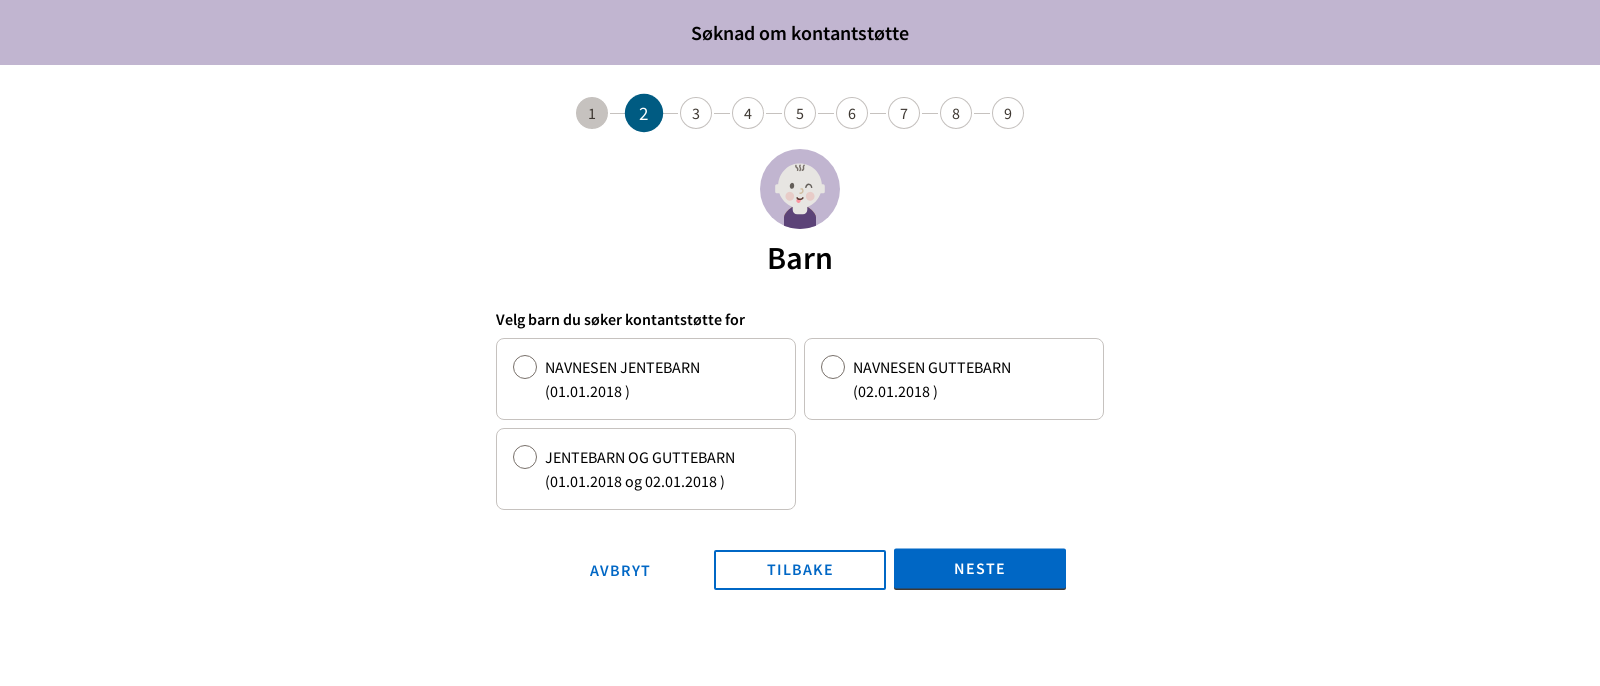 Søknad om kontantstøtte
1 2 3 4 5 6 7 8 9
Barn
Velg barn du søker kontantstøtte for
NAVNESEN JENTEBARN
(01.01.2018 )
NAVNESEN GUTTEBARN
(02.01.2018 )
JENTEBARN OG GUTTEBARN
(01.01.2018 og 02.01.2018 )
AVBRYT TILBAKE NESTE